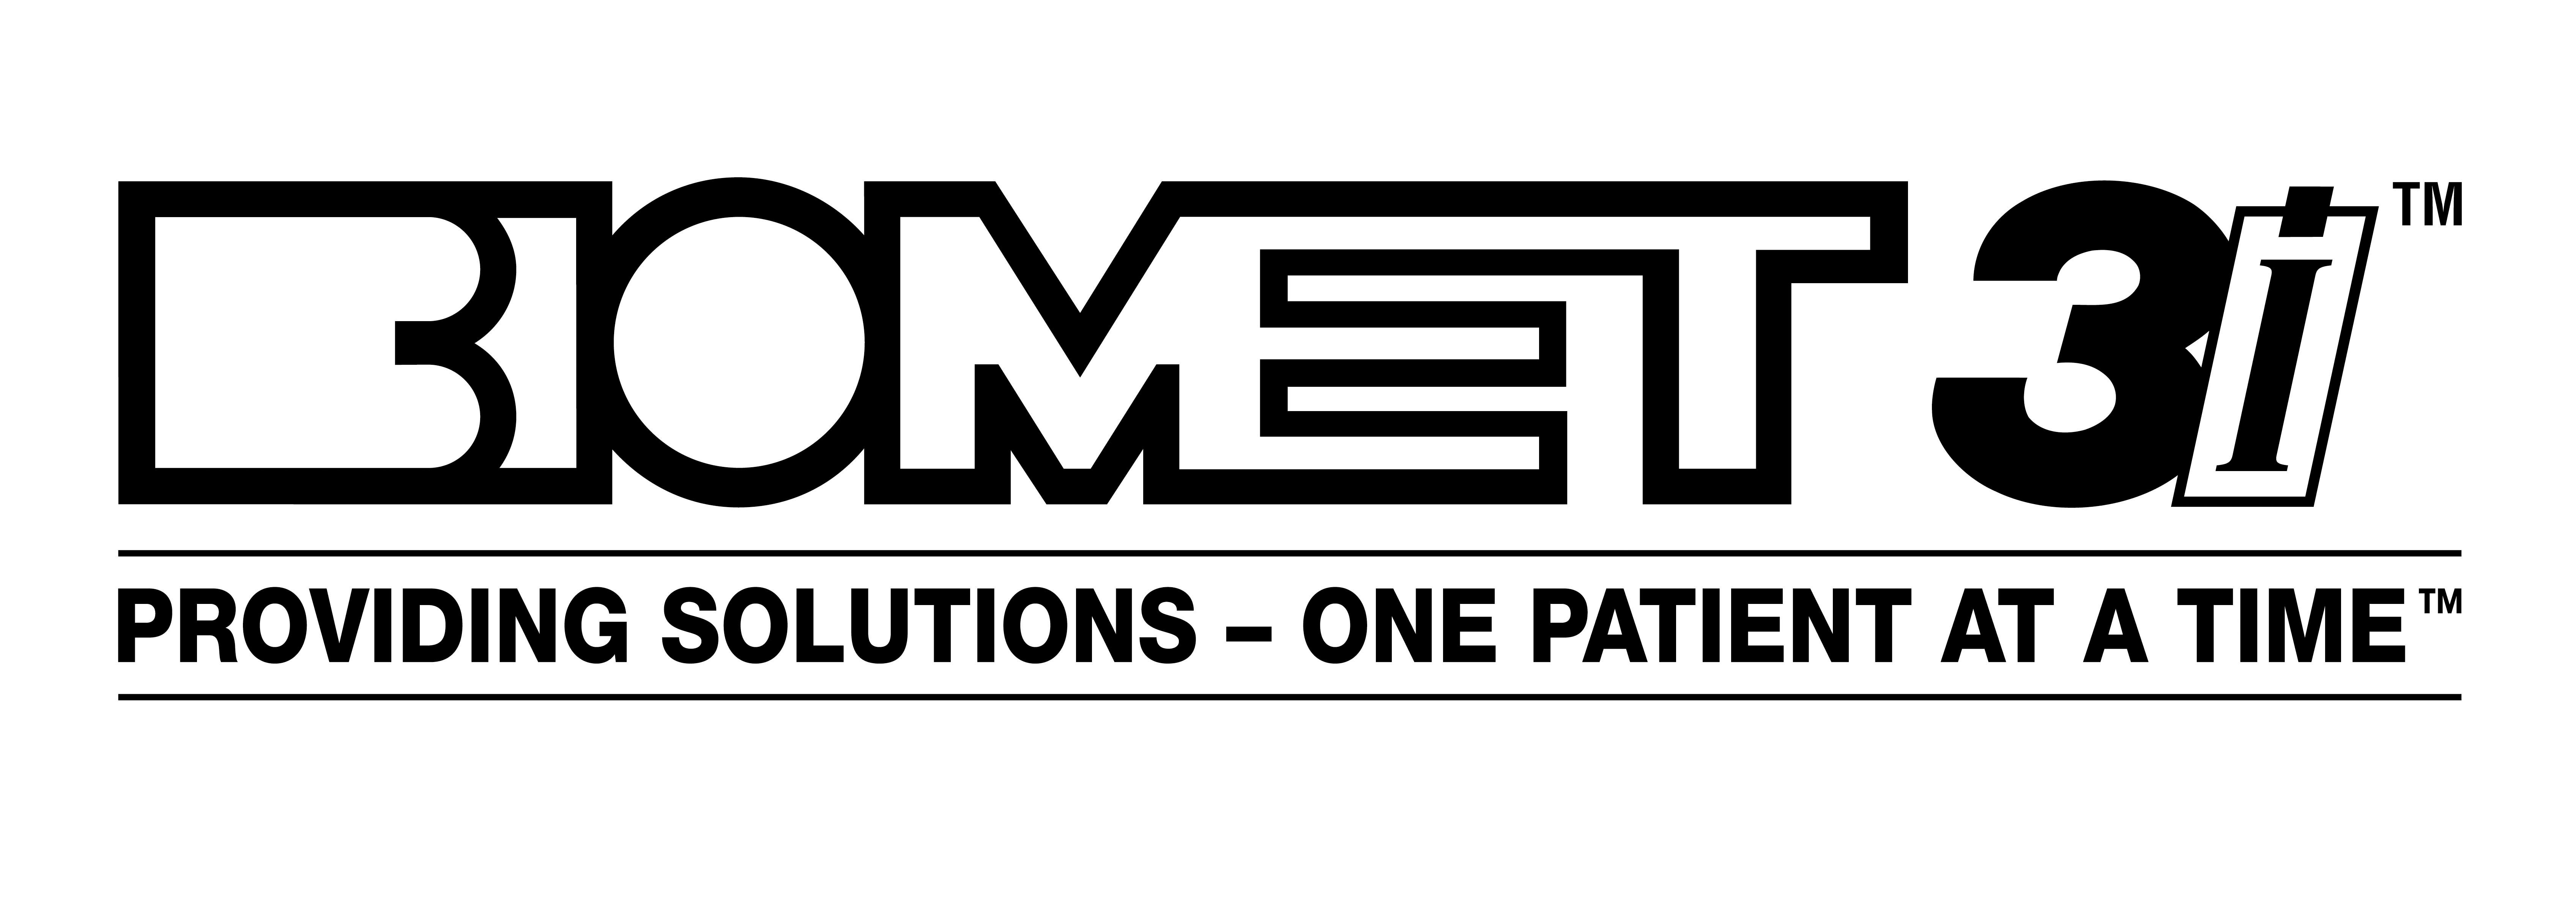 BIOMET 3i™
PROVIDING SOLUTIONS – ONE PATIENT AT A TIME™